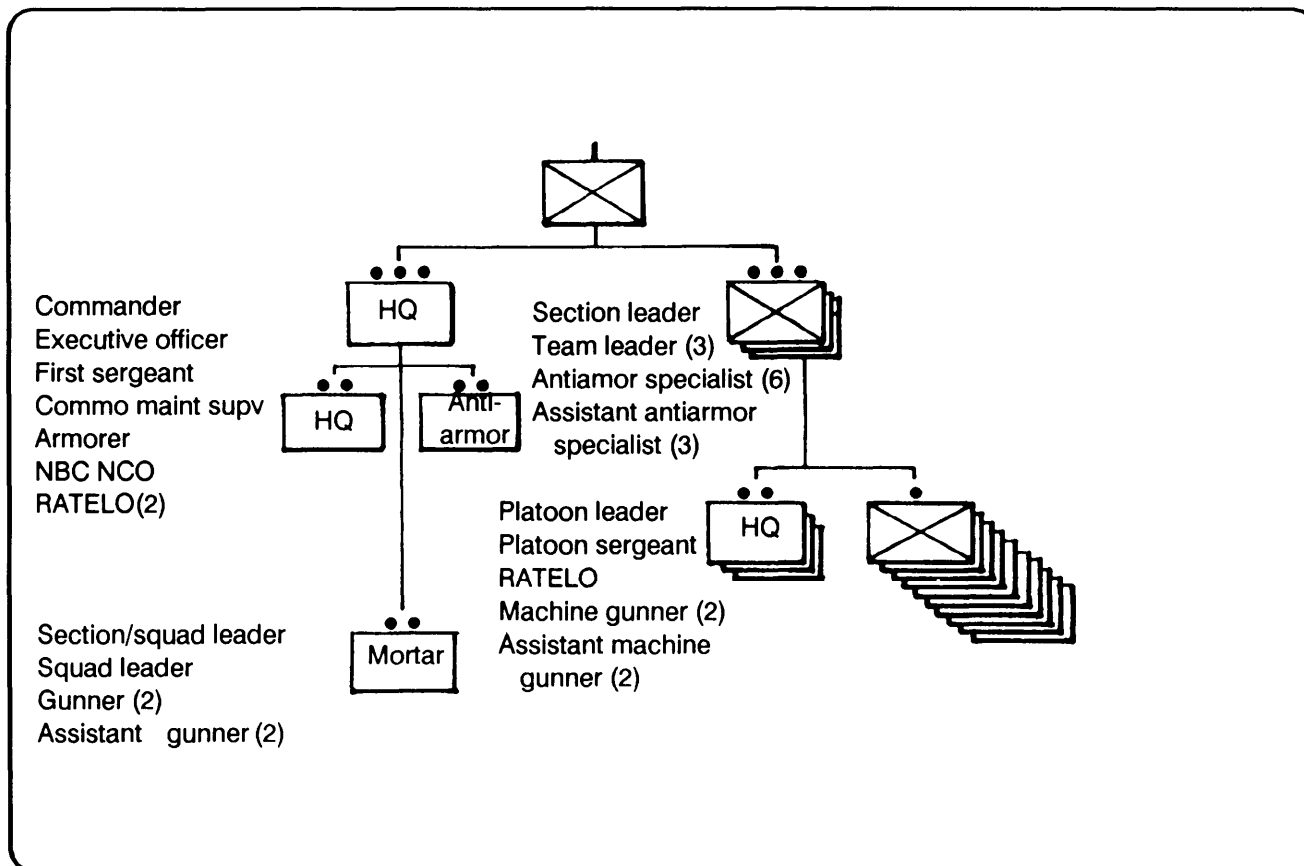 HQ
Commander
Executive officer
First sergeant
Commo maint supv
Armorer
NBC NCO
RATELO(2)
HQ
Anti-
armor
Section leader
Team leader (3)
Antiamor specialist (6)
Assistant antiarmor
specialist (3)
Platoon leader
Platoon sergeant
RATELO
Machine gunner (2)
Assistant machine
gunner (2)
HQ
Section/squad leader
Squad leader
Gunner (2)
Assistant gunner (2)
Mortar